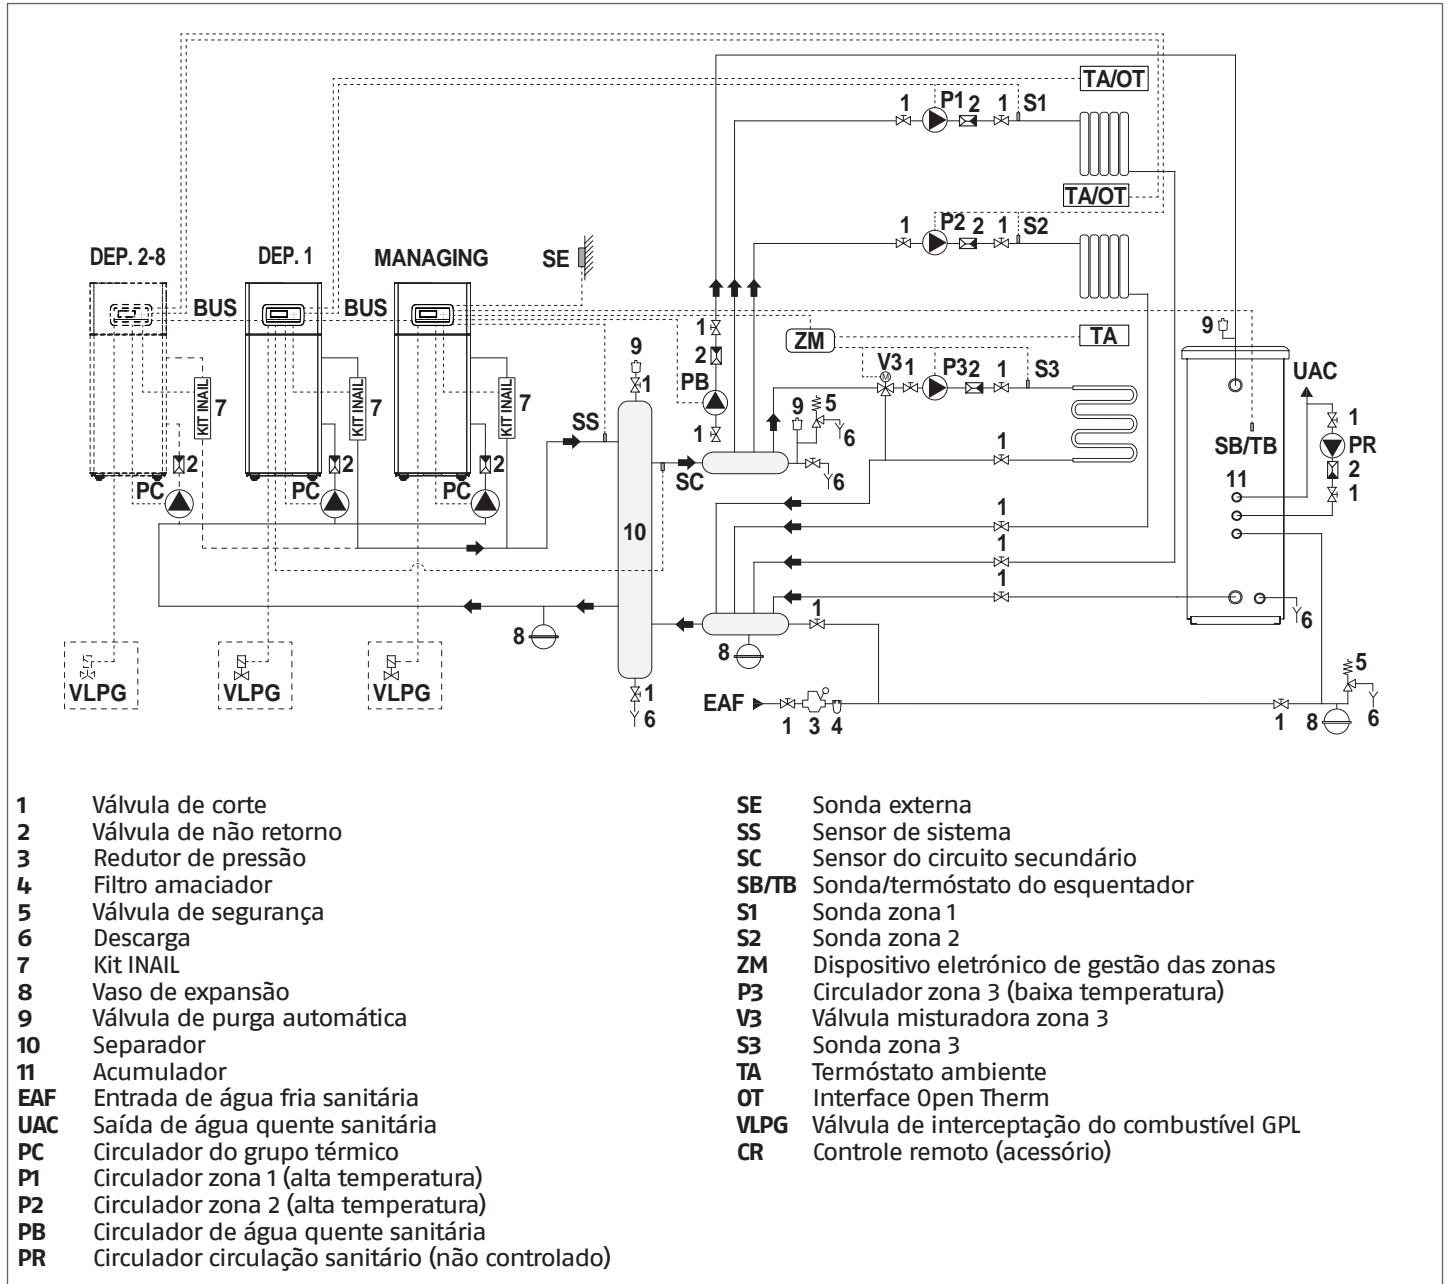 TA/OT
1 P1 2 1 S1
TA/OT
1 P2 2 1 S2
DEP. 2-8
DEP. 1
MANAGING
SE
BUS
BUS
1
ZM
TA
9
UAC
9
2
V3 1 P3 2 1 S3
1
PB
5
9
1
KIT INAIL
7
KIT INAIL
7
KIT INAIL
7
SS
1
6
1
SB/TB
PR
2
2
2
SC
6
11
2
PC
PC
PC
1
10
1
1
1
1
8
8
6
VLPG
VLPG
VLPG
1
6
EAF
1 3 4
1
8
5
6
1 Válvula de corte
2 Válvula de não retorno
3 Redutor de pressão
4 Filtro amaciador
5 Válvula de segurança
6 Descarga
7 Kit INAIL
8 Vaso de expansão
9 Válvula de purga automática
10 Separador
11 Acumulador
EAF Entrada de água fria sanitária
UAC Saída de água quente sanitária
PC Circulador do grupo térmico
P1 Circulador zona 1 (alta temperatura)
P2 Circulador zona 2 (alta temperatura)
PB Circulador de água quente sanitária
PR Circulador circulação sanitário (não controlado)
SE Sonda externa
SS Sensor de sistema
SC Sensor do circuito secundário
SB/TB Sonda/termóstato do esquentador
S1 Sonda zona 1
S2 Sonda zona 2
ZM Dispositivo eletrónico de gestão das zonas
P3 Circulador zona 3 (baixa temperatura)
V3 Válvula misturadora zona 3
S3 Sonda zona 3
TA Termóstato ambiente
OT Interface Open Therm
VLPG Válvula de interceptação do combustível GPL
CR Controle remoto (acessório)